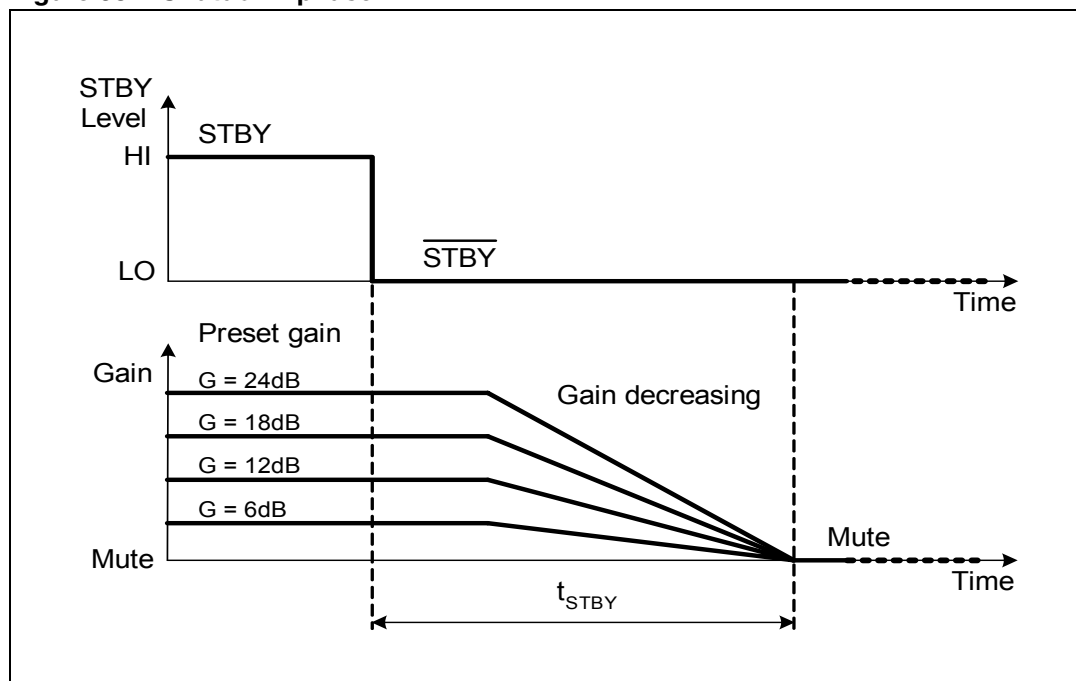 STBY
Level
STBY
HI
STBY
LO
Time
Preset gain
Gain
G = 24dB
Gain decreasing
G = 18dB
G = 12dB
G = 6dB
Mute
Mute
Time
tSTBY